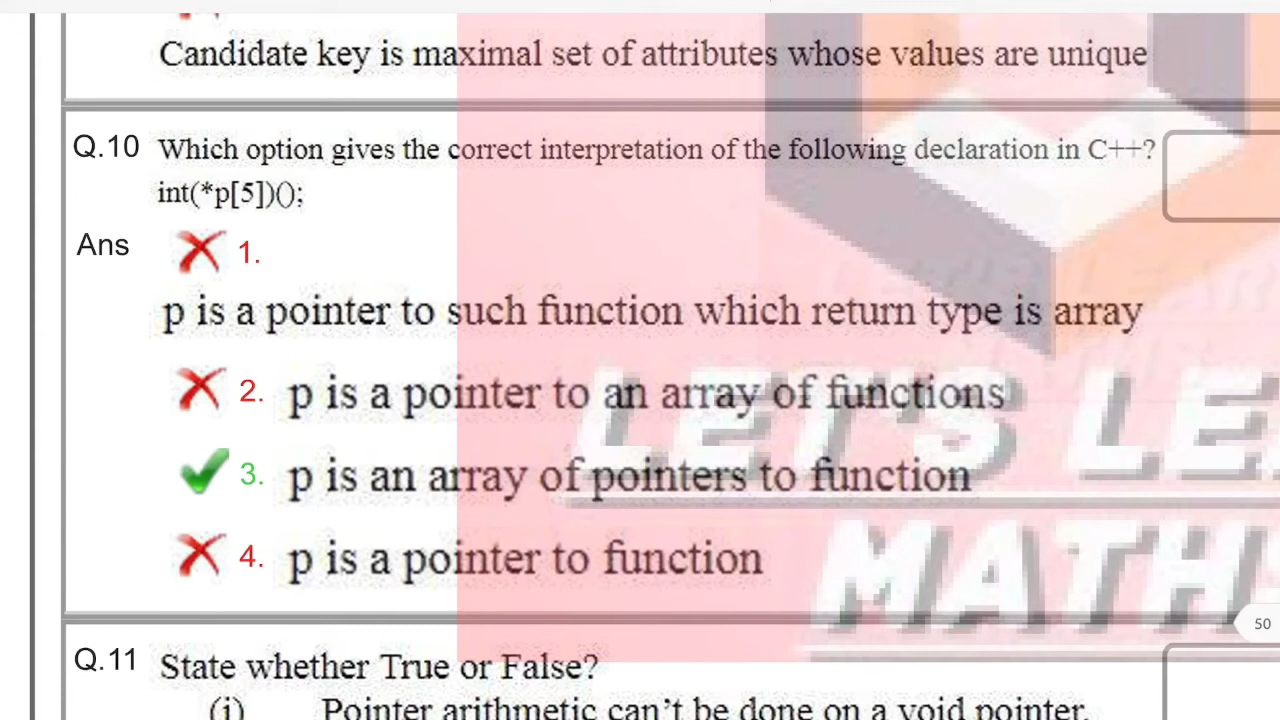 Candidate key is maximal set of attributes whose values are unique
Q.10 Which option gives the correct interpretation of the following declaration in C++?
int(*p[5])();
Ans 1.
p is a pointer to such function which return type is array
2. p is a pointer to an array of functions
3. p is an array of pointers to function
4. p is a pointer to function
LET'S LE
MATH
50
Q.11 State whether True or False?
(i) Pointer arithmetic can't be done on a void pointer.